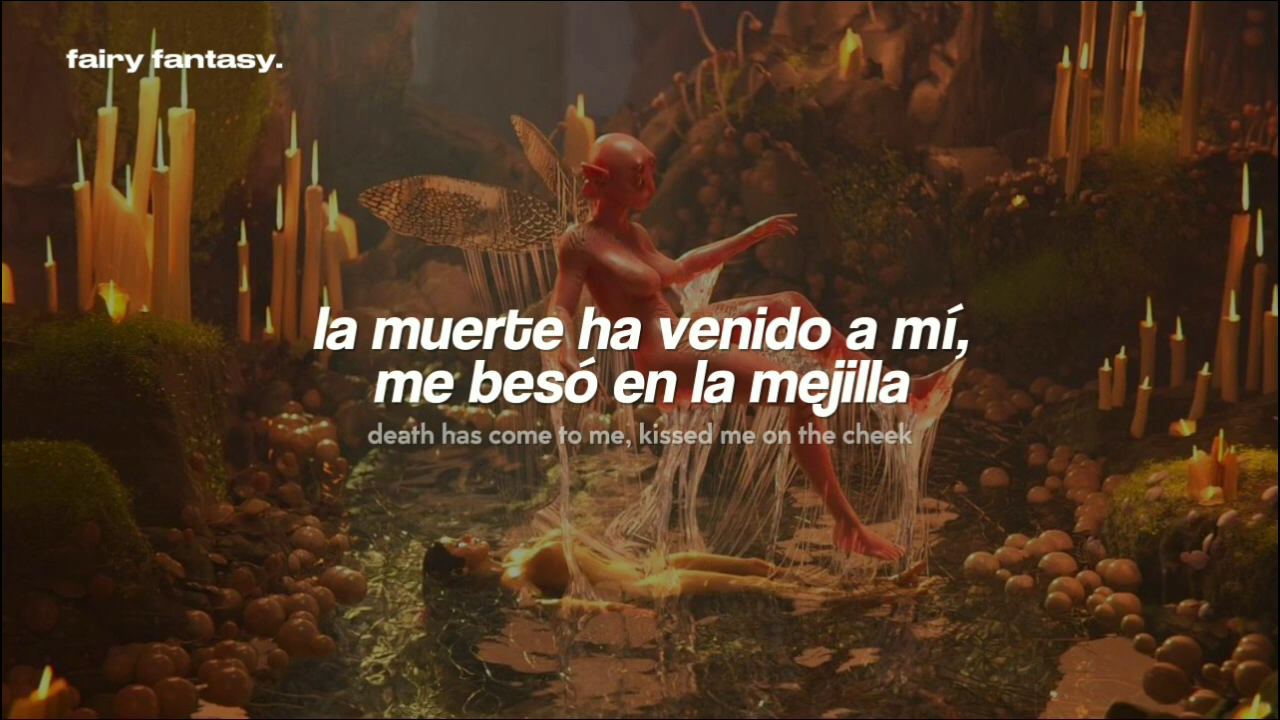 fairy fantasy.
la muerte ha venido a mí,
me besó en la mejilla
death has come to me, kissed me on the cheek